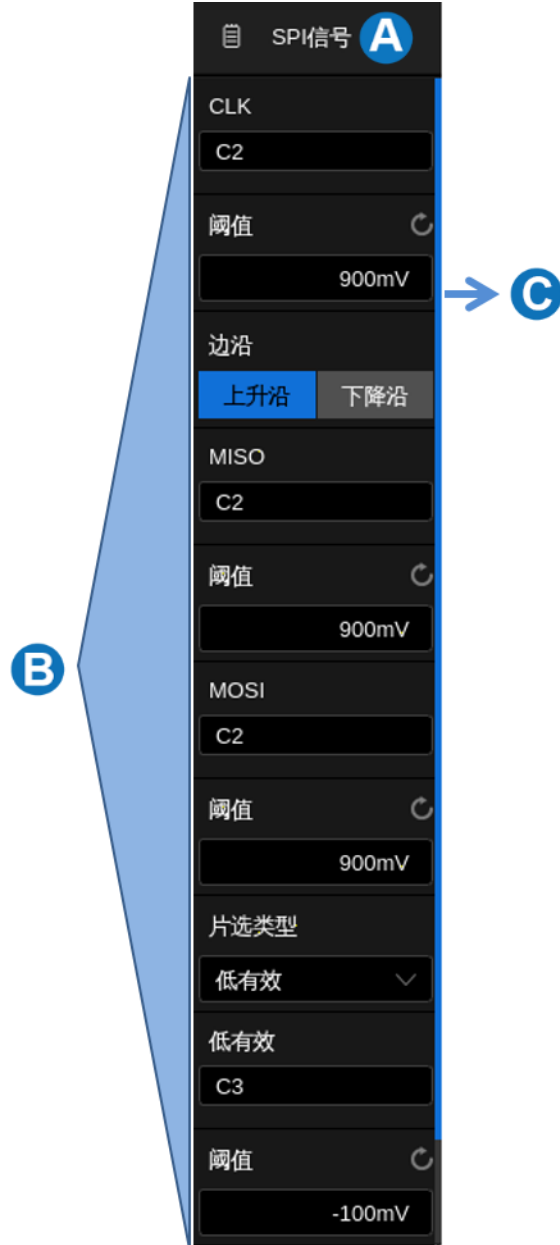 SPI信号 A
CLK
C2
阈值
900mV
C
边沿
上升沿 下降沿
MISO
C2
阈值
900mV
B
MOSI
C2
阈值
900mV
片选类型
低有效
低有效
C3
阈值
-100mV